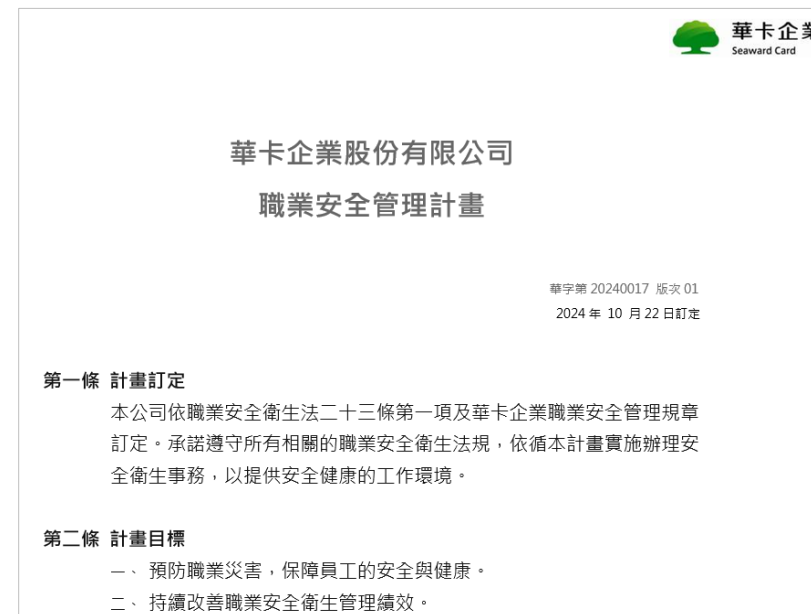 華卡企業
Seaward Card
華卡企業股份有限公司
職業安全管理計畫
華字第 20240017 版次 01
2024 年 10 月 22 日訂定
第一條 計畫訂定
本公司依職業安全衛生法二十三條第一項及華卡企業職業安全管理規章
訂定。承諾遵守所有相關的職業安全衛生法規，依循本計畫實施辦理安
全衛生事務，以提供安全健康的工作環境。
第二條 計畫目標
一、 預防職業災害，保障員工的安全與健康。
二、 持續改善職業安全衛生管理績效。